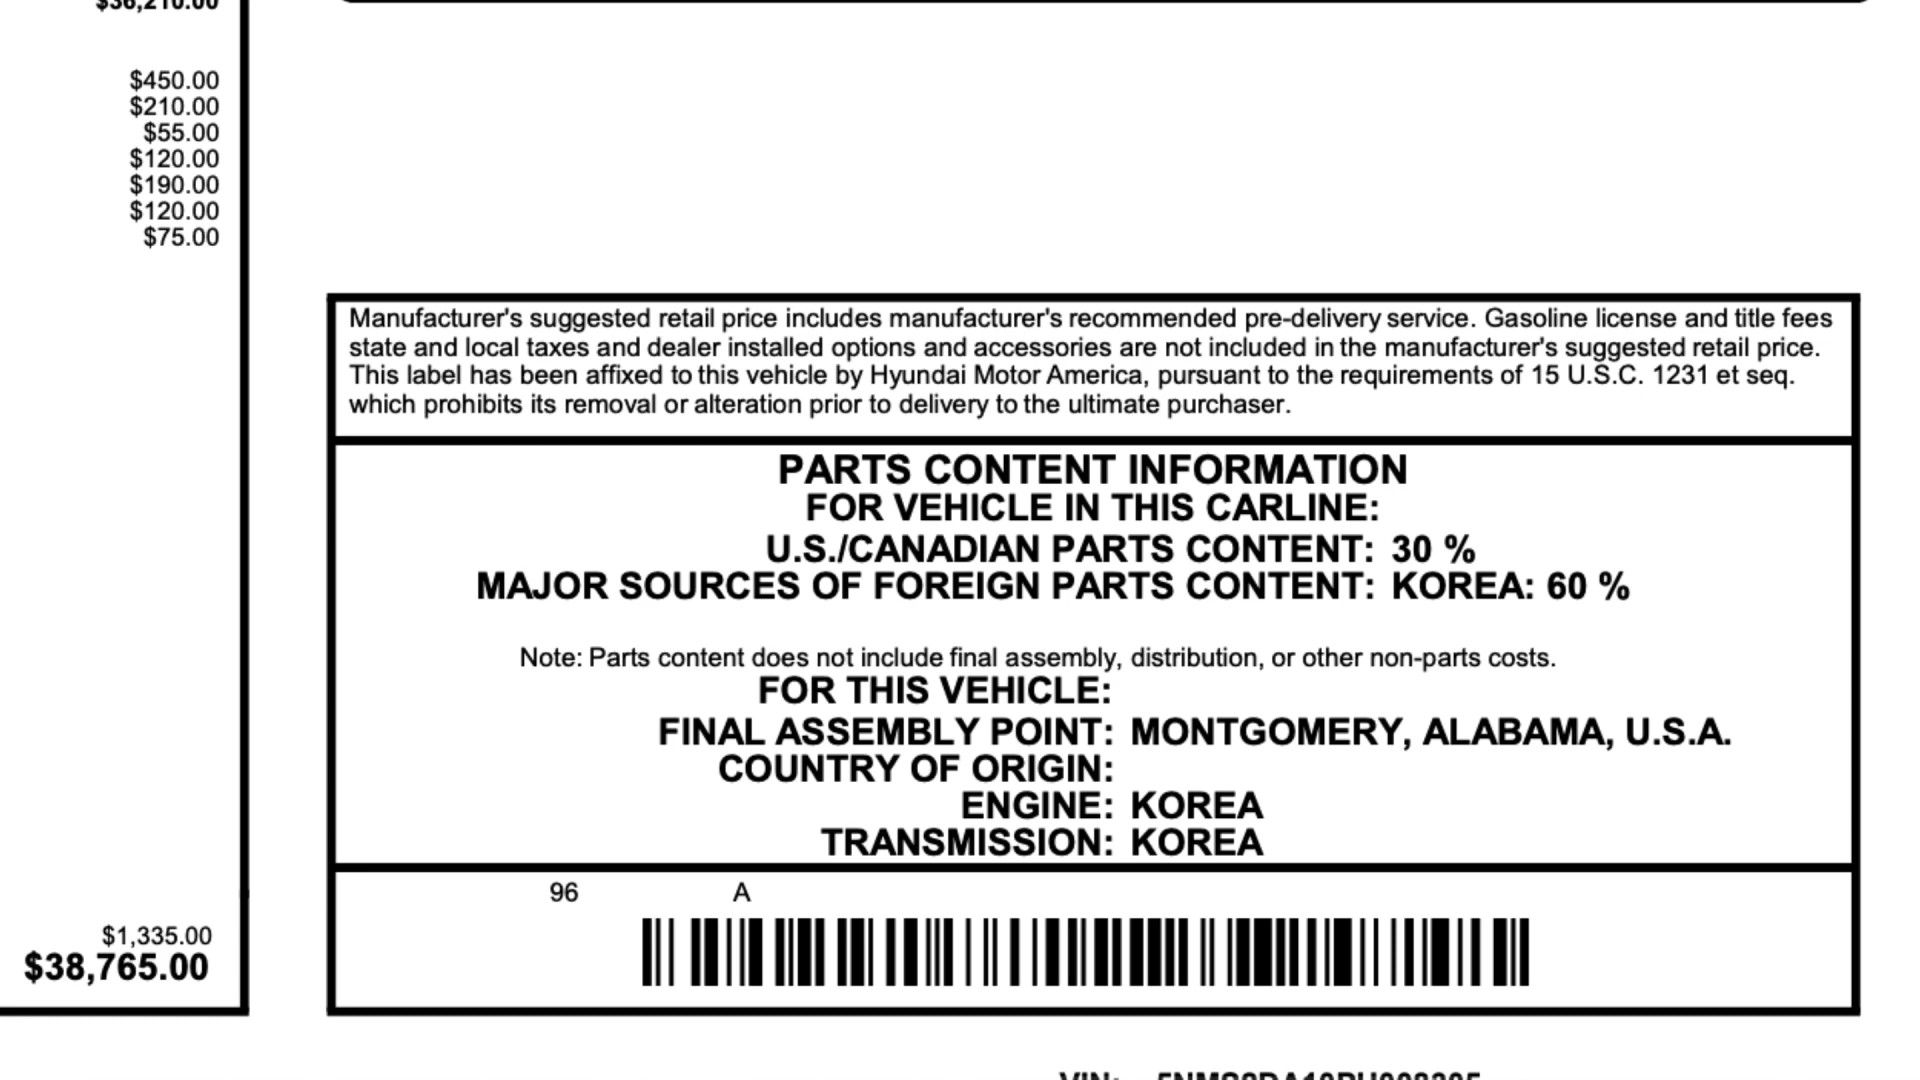 $36,210.00
$450.00
$210.00
$55.00
$120.00
$190.00
$120.00
$75.00
$1,335.00
$38,765.00
Manufacturer's suggested retail price includes manufacturer's recommended pre-delivery service. Gasoline license and title fees
state and local taxes and dealer installed options and accessories are not included in the manufacturer's suggested retail price.
This label has been affixed to this vehicle by Hyundai Motor America, pursuant to the requirements of 15 U.S.C. 1231 et seq.
which prohibits its removal or alteration prior to delivery to the ultimate purchaser.
PARTS CONTENT INFORMATION
FOR VEHICLE IN THIS CARLINE:
U.S./CANADIAN PARTS CONTENT: 30 %
MAJOR SOURCES OF FOREIGN PARTS CONTENT: KOREA: 60 %
Note: Parts content does not include final assembly, distribution, or other non-parts costs.
FOR THIS VEHICLE:
FINAL ASSEMBLY POINT: MONTGOMERY, ALABAMA, U.S.A.
COUNTRY OF ORIGIN:
ENGINE: KOREA
TRANSMISSION: KOREA
96 A
VIN: